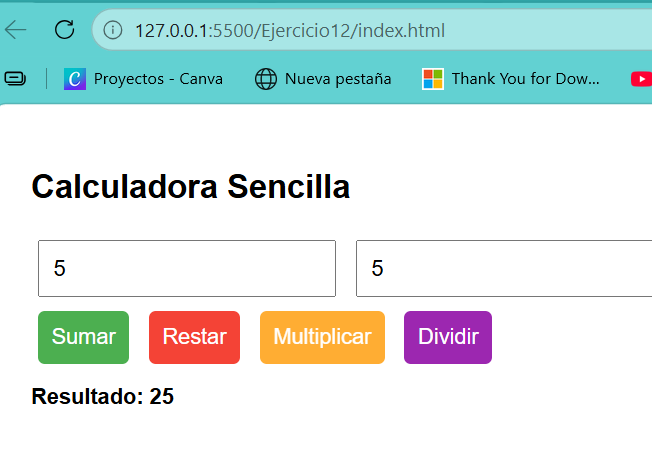 127.0.0.1:5500/Ejercicio12/index.html
Proyectos - Canva Nueva pestaña Thank You for Dow...
Calculadora Sencilla
5 5
Sumar Restar Multiplicar Dividir
Resultado: 25